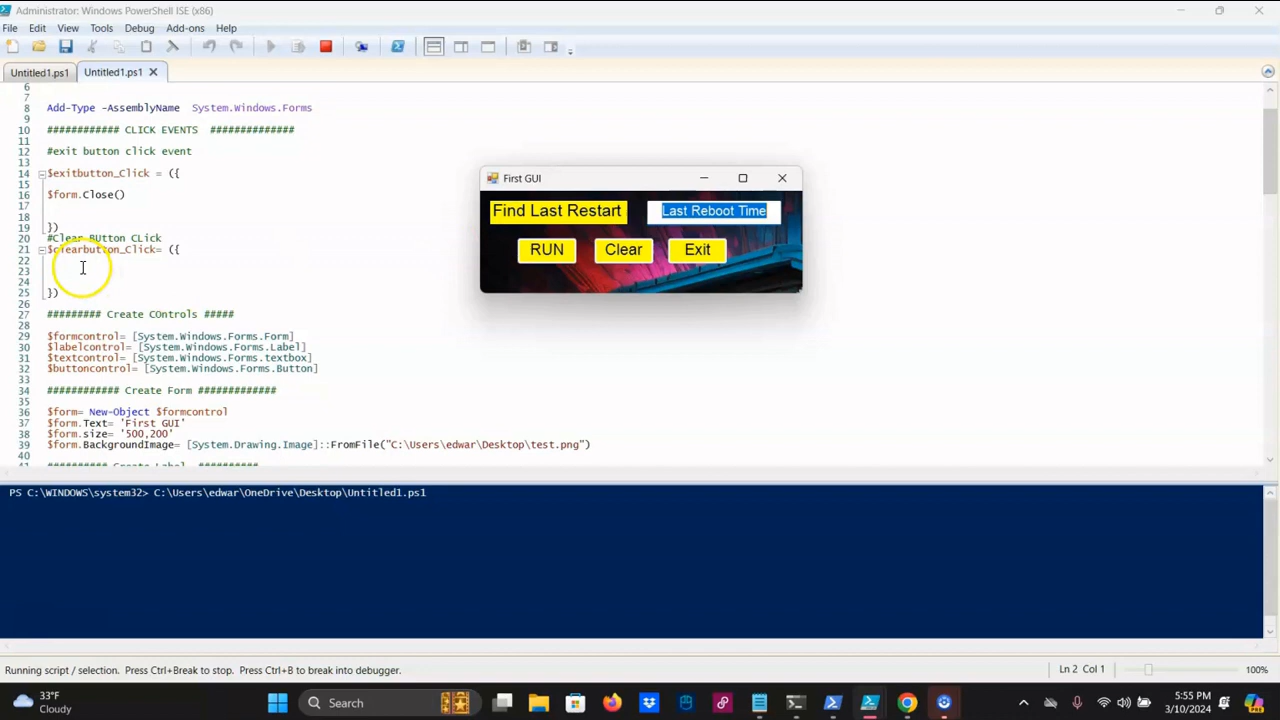 Administrator: Windows PowerShell ISE (x86)
File Edit View Tools Debug Add-ons Help
Untitled1.ps1 Untitled1.ps1
6
7
8 Add-Type -AssemblyName System.Windows.Forms
9
10 ############ CLICK EVENTS ##############
11
12 #exit button click event
13
14 $exitbutton_Click = ({
15
16 $form.Close()
17
18
19 })
20 #Clear BUtton CLick
21 $clearbutton_Click= ({
22
23
24
25 })
26
27 ######### Create COntrols #####
28
29 $formcontrol= [System.Windows.Forms.Form]
30 $labelcontrol= [System.Windows.Forms.Label]
31 $textcontrol= [System.Windows.Forms.textbox]
32 $buttoncontrol= [System.Windows.Forms.Button]
33
34 ############ Create Form #############
35
36 $form= New-Object $formcontrol
37 $form.Text= 'First GUI'
38 $form.size= '500,200'
39 $form.BackgroundImage= [System.Drawing.Image]::FromFile("C:\Users\edwar\Desktop\test.png")
40
First GUI
Find Last Restart Last Reboot Time
RUN Clear Exit
PS C:\WINDOWS\system32> C:\Users\edwar\OneDrive\Desktop\Untitled1.ps1
Running script / selection. Press Ctrl+Break to stop. Press Ctrl+B to break into debugger.
Ln 2 Col 1 100%
33°F
Cloudy
Search
5:55 PM
3/10/2024